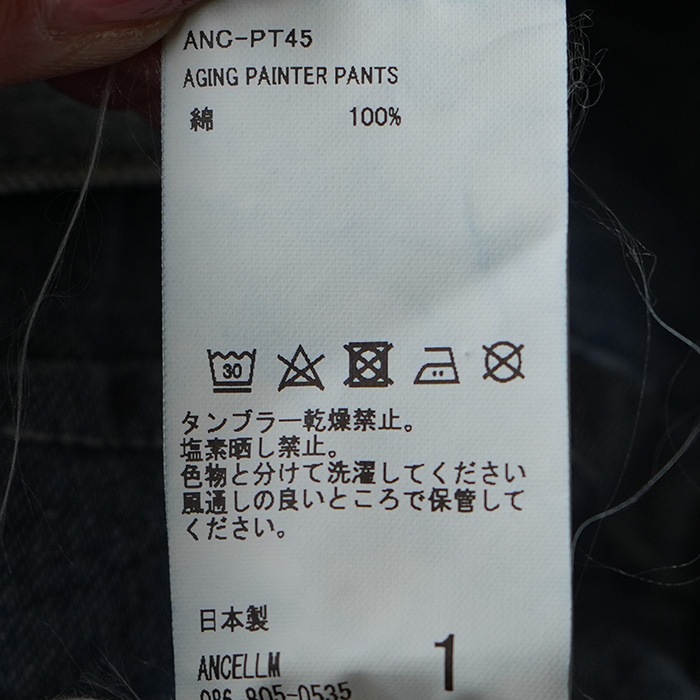 ANC-PT45
AGING PAINTER PANTS
綿 100%
30
タンブラー乾燥禁止。
塩素晒し禁止。
色物と分けて洗濯してください
風通しの良いところで保管して
ください。
日本製
ANCELLM 1
086 805-0535